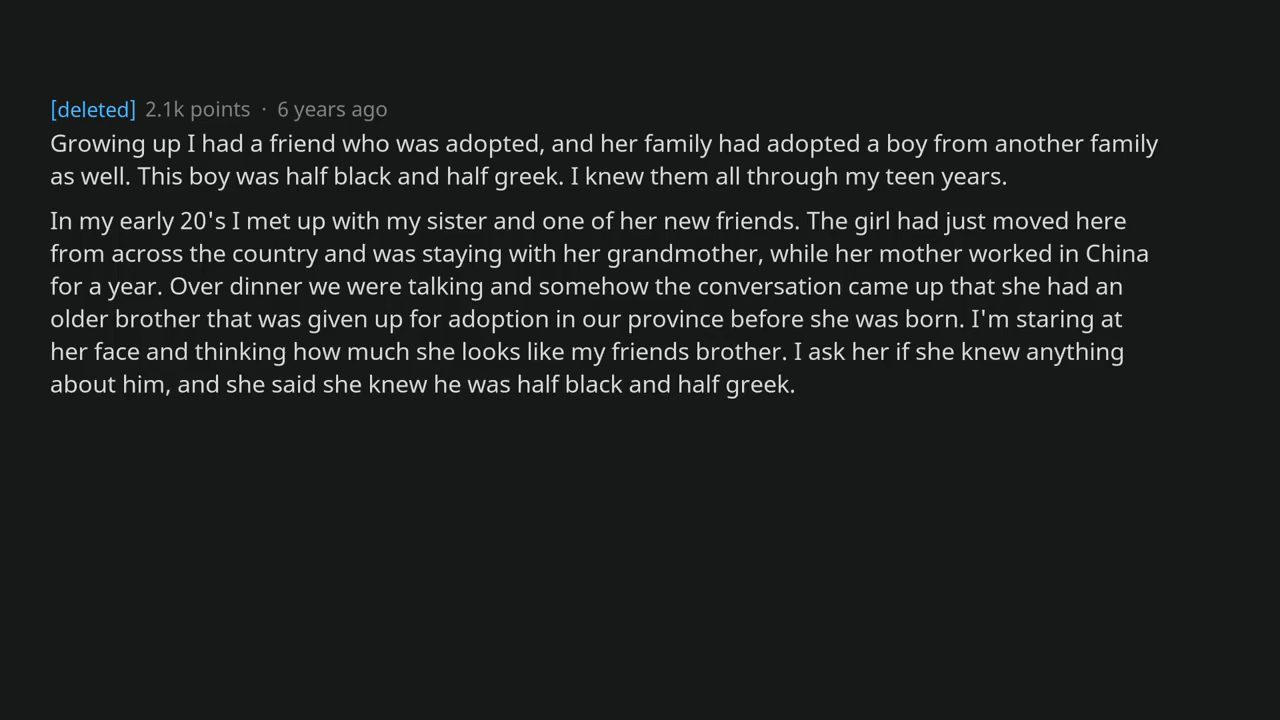 [deleted] 2.1k points · 6 years ago
Growing up I had a friend who was adopted, and her family had adopted a boy from another family
as well. This boy was half black and half greek. I knew them all through my teen years.
In my early 20's I met up with my sister and one of her new friends. The girl had just moved here
from across the country and was staying with her grandmother, while her mother worked in China
for a year. Over dinner we were talking and somehow the conversation came up that she had an
older brother that was given up for adoption in our province before she was born. I'm staring at
her face and thinking how much she looks like my friends brother. I ask her if she knew anything
about him, and she said she knew he was half black and half greek.